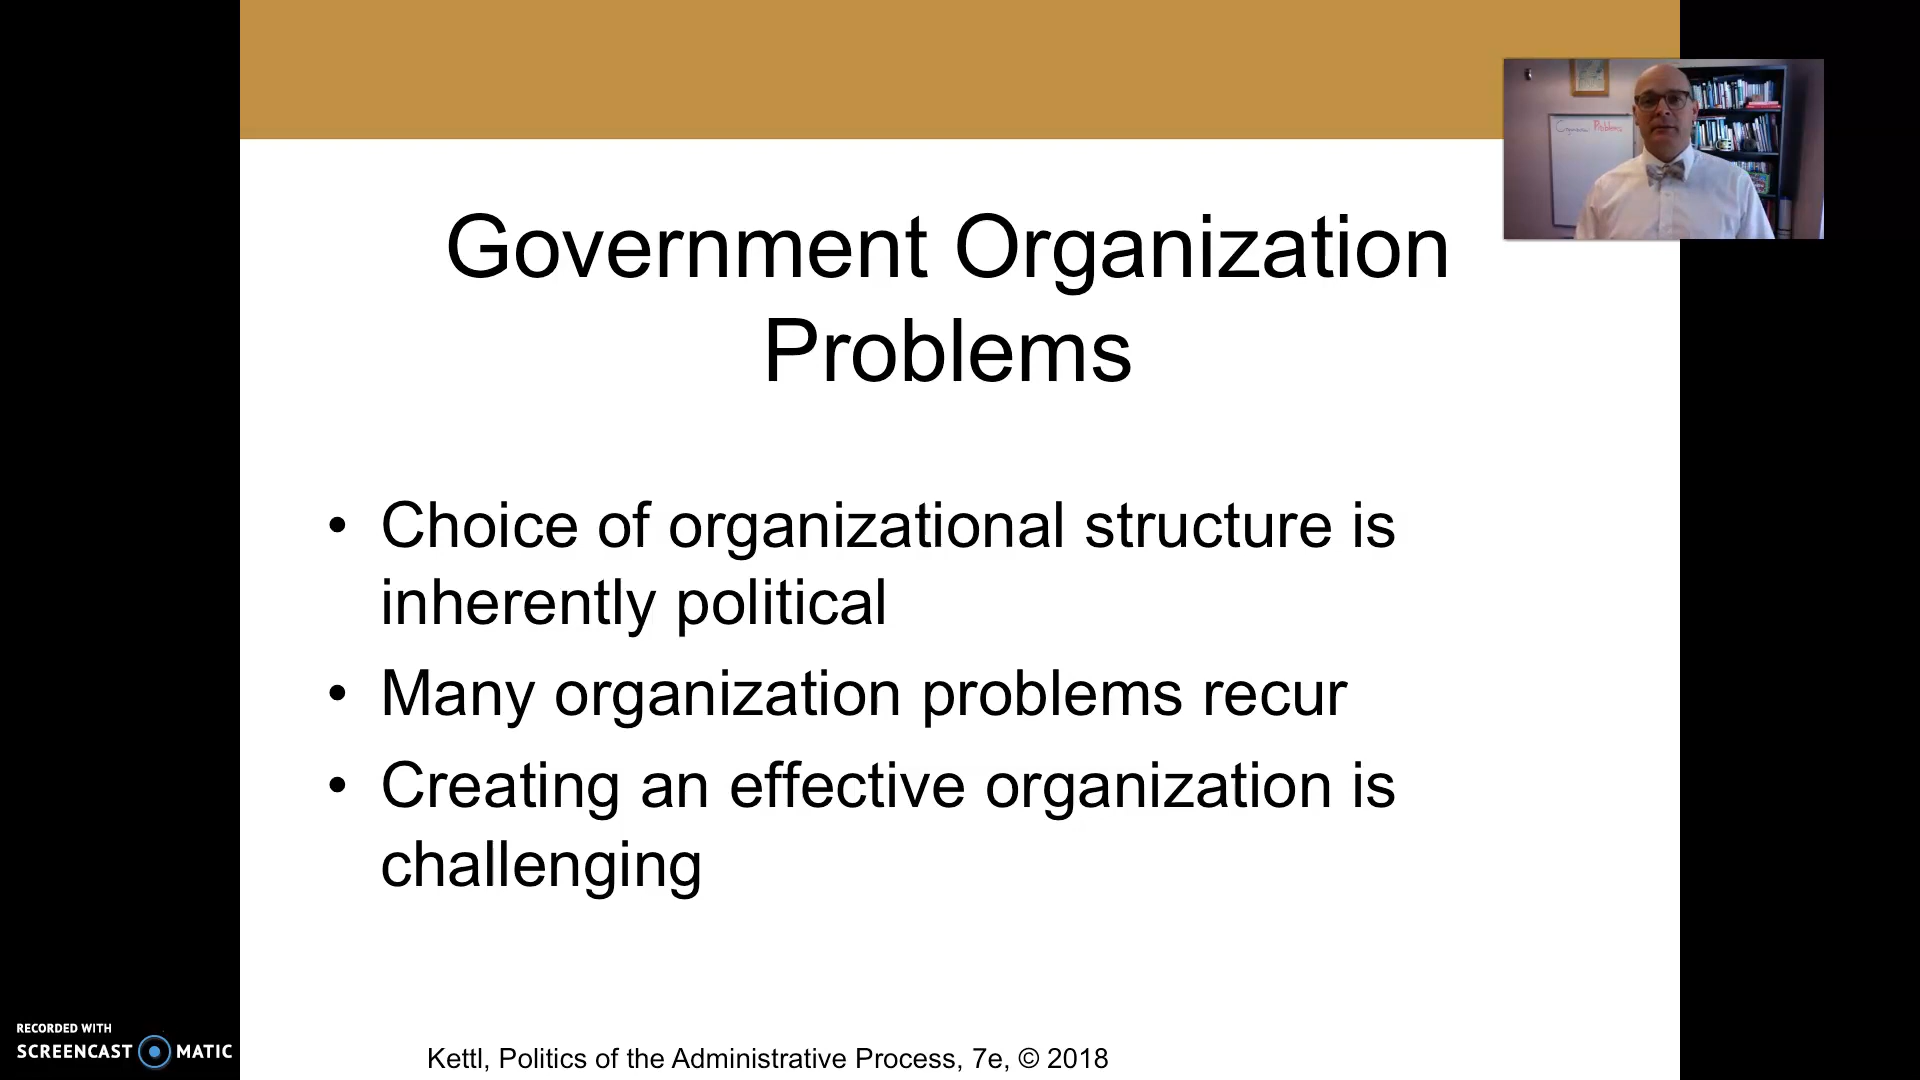 Government Organization
Problems
• Choice of organizational structure is
inherently political
• Many organization problems recur
• Creating an effective organization is
challenging
Kettl, Politics of the Administrative Process, 7e, © 2018
RECORDED WITH
SCREENCAST MATIC
Problems